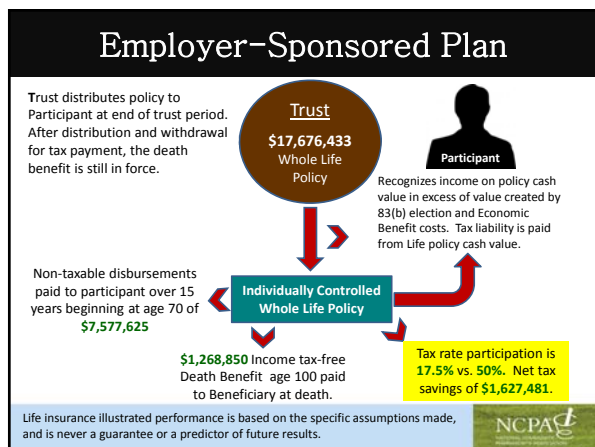 Employer-Sponsored Plan
Trust distributes policy to
Participant at end of trust period.
After distribution and withdrawal
for tax payment, the death
benefit is still in force.
Trust
$17,676,433
Whole Life
Policy
Participant
Recognizes income on policy cash
value in excess of value created by
83(b) election and Economic
Benefit costs. Tax liability is paid
from Life policy cash value.
Non-taxable disbursements
paid to participant over 15
years beginning at age 70 of
$7,577,625
Individually Controlled
Whole Life Policy
$1,268,850 Income tax-free
Death Benefit age 100 paid
to Beneficiary at death.
Tax rate participation is
17.5% vs. 50%. Net tax
savings of $1,627,481.
Life insurance illustrated performance is based on the specific assumptions made,
and is never a guarantee or a predictor of future results.
NCPA